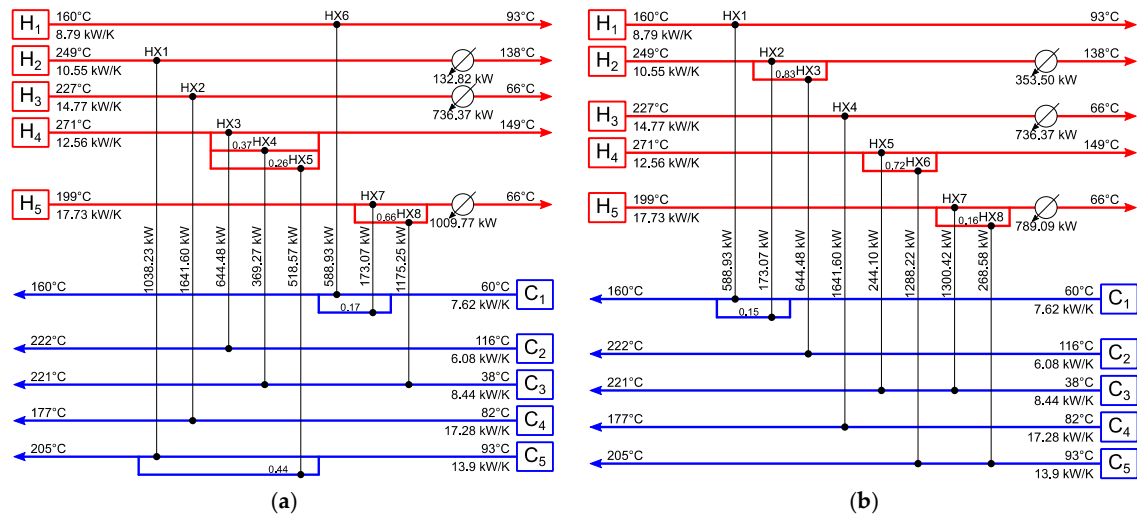 H1
160°C
8.79 kW/K
HX6
93°C
H2
249°C
10.55 kW/K
HX1
132.82 kW
138°C
H3
227°C
14.77 kW/K
HX2
736.37 kW
66°C
H4
271°C
12.56 kW/K
HX3
0.37
HX4
0.26
HX5
149°C
H5
199°C
17.73 kW/K
HX7
0.66
HX8
1009.77 kW
66°C
1038.23 kW
1641.60 kW
644.48 kW
369.27 kW
518.57 kW
588.93 kW
173.07 kW
1175.25 kW
160°C
0.17
60°C
7.62 kW/K
C1
222°C
116°C
6.08 kW/K
C2
221°C
38°C
8.44 kW/K
C3
177°C
82°C
17.28 kW/K
C4
205°C
0.44
93°C
13.9 kW/K
C5
(a)
H1
160°C
8.79 kW/K
HX1
93°C
H2
249°C
10.55 kW/K
HX2
0.83
HX3
353.50 kW
138°C
H3
227°C
14.77 kW/K
HX4
736.37 kW
66°C
H4
271°C
12.56 kW/K
HX5
0.72
HX6
149°C
H5
199°C
17.73 kW/K
HX7
0.16
HX8
789.09 kW
66°C
588.93 kW
173.07 kW
644.48 kW
1641.60 kW
244.10 kW
1288.22 kW
1300.42 kW
268.58 kW
160°C
0.15
60°C
7.62 kW/K
C1
222°C
116°C
6.08 kW/K
C2
221°C
38°C
8.44 kW/K
C3
177°C
82°C
17.28 kW/K
C4
205°C
93°C
13.9 kW/K
C5
(b)